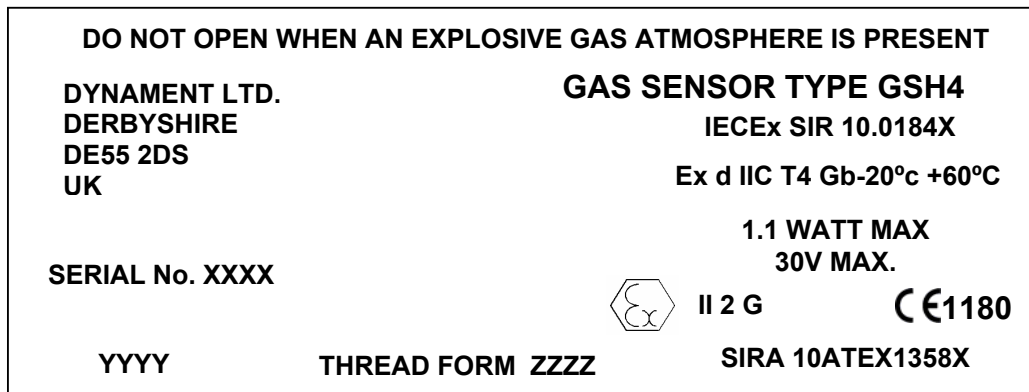 DO NOT OPEN WHEN AN EXPLOSIVE GAS ATMOSPHERE IS PRESENT
DYNAMENT LTD.
DERBYSHIRE
DE55 2DS
UK
GAS SENSOR TYPE GSH4
IECEx SIR 10.0184X
Ex d IIC T4 Gb-20ºc +60ºC
1.1 WATT MAX
30V MAX.
SERIAL No. XXXX
Ex II 2 G CE1180
YYYY
THREAD FORM ZZZZ
SIRA 10ATEX1358X